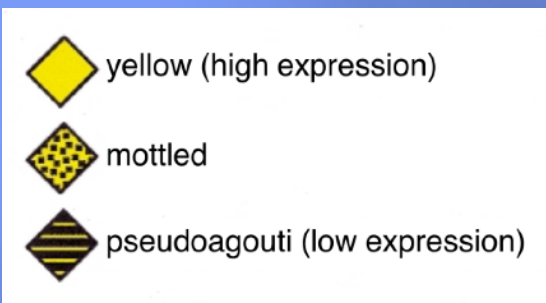 yellow (high expression)
mottled
pseudoagouti (low expression)